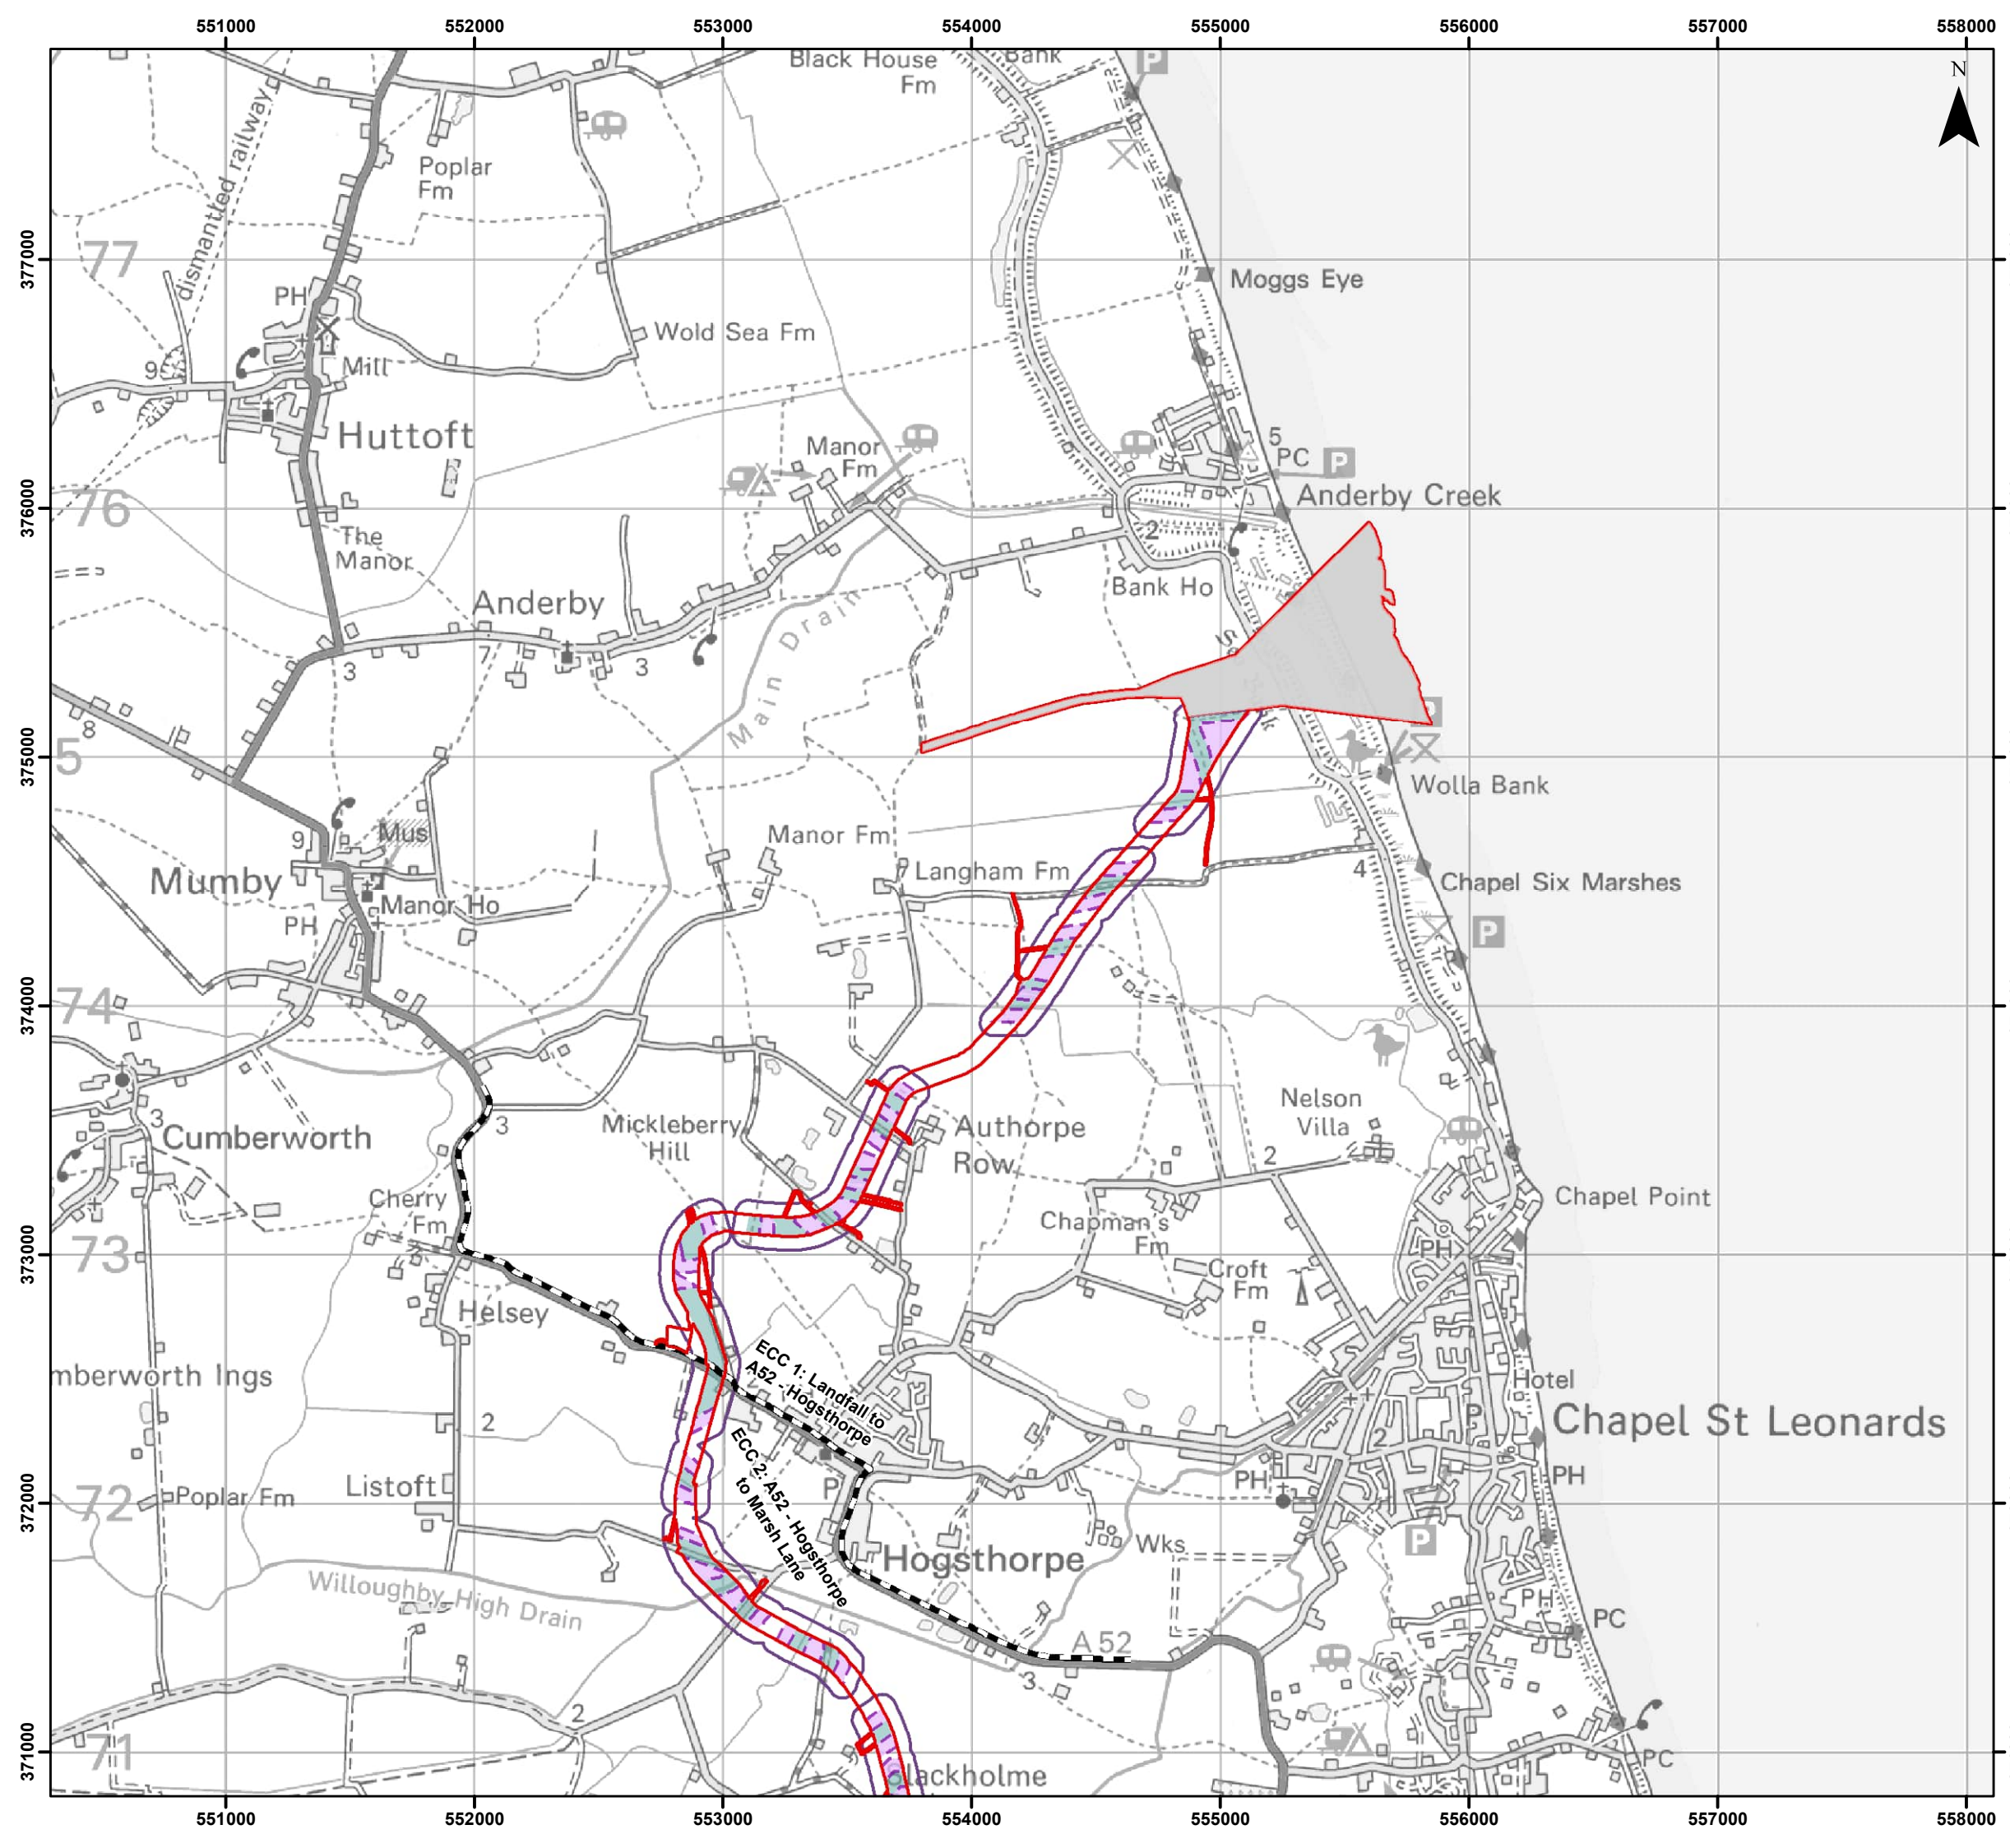 551000 552000 553000 554000 555000 556000 557000 558000
Black House
Fm
Bank
P
N
dismantled railway
Poplar
Fm
377000
77
Moggs Eye
PH
Wold Sea Fm
9
Mill
Huttoft
Manor
Fm
5
PC
P
Anderby Creek
376000
76
The
Manor
2
Bank Ho
Anderby
3
7
3
Main Drain
8
375000
5
Wolla Bank
9
Mus
Manor Fm
Mumby
Langham Fm
4
Chapel Six Marshes
Manor Ho
PH
P
374000
74
3
3
Cumberworth
Mickleberry
Hill
Authorpe
Row
Nelson
Villa
2
Cherry
Fm
Chapman's
Fm
Chapel Point
373000
73
PH
Croft
Fm
Helsey
ECC 1: Landfall to
A52 - Hogsthorpe
mberworth Ings
Hotel
2
P
2
Chapel St Leonards
ECC 2: A52 - Hogsthorpe
to Marsh Lane
Listoft
P
PH
PH
372000
72
Poplar Fm
Wks
P
Hogsthorpe
Willoughby High Drain
PH
PC
A 52
3
2
371000
71
lackholme
PC
551000 552000 553000 554000 555000 556000 557000 558000